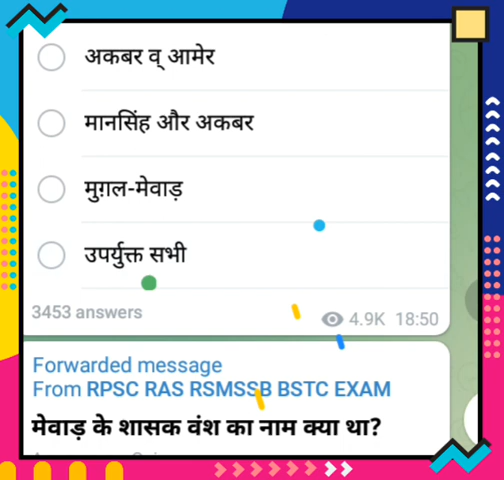 अकबर व् आमेर
मानसिंह और अकबर
मुग़ल-मेवाड़
उपर्युक्त सभी
3453 answers
4.9K 18:50
Forwarded message
From RPSC RAS RSMSSB BSTC EXAM
मेवाड़ के शासक वंश का नाम क्या था?